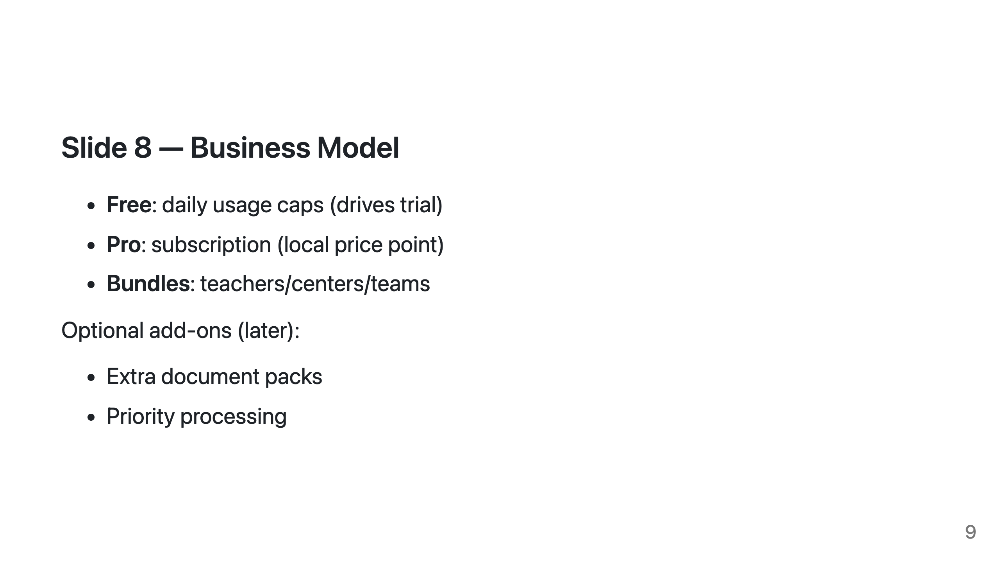 Slide 8 — Business Model
• Free: daily usage caps (drives trial)
• Pro: subscription (local price point)
• Bundles: teachers/centers/teams
Optional add-ons (later):
• Extra document packs
• Priority processing
9